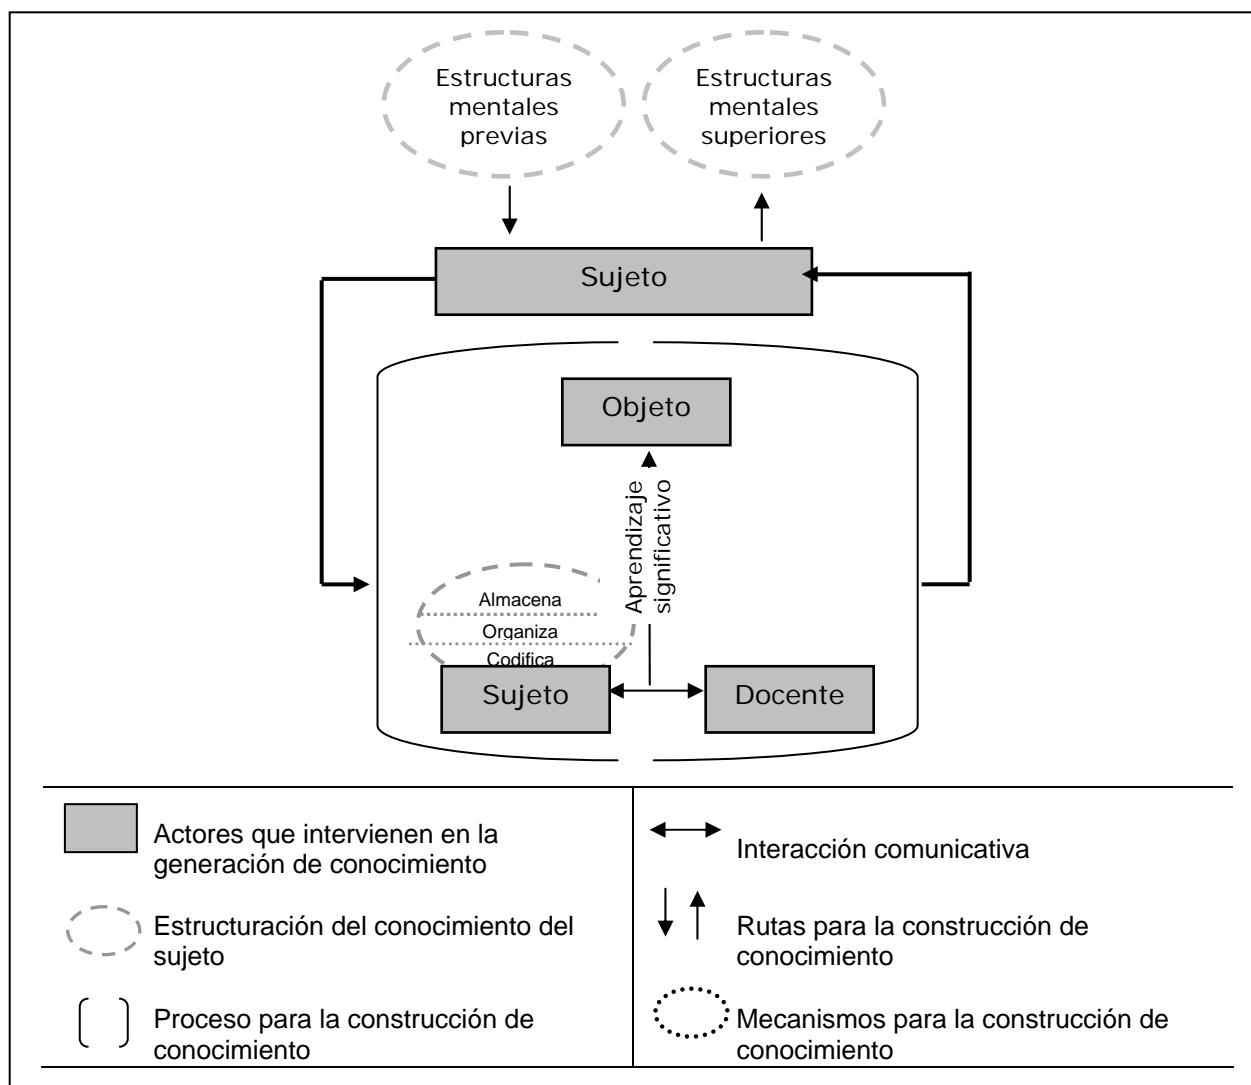 Estructuras
mentales
previas
Estructuras
mentales
superiores
Sujeto
Objeto
Aprendizaje
significativo
Almacena
Organiza
Codifica
Sujeto
Docente
Actores que intervienen en la
generación de conocimiento
Estructuración del conocimiento del
sujeto
Proceso para la construcción de
conocimiento
Interacción comunicativa
Rutas para la construcción de
conocimiento
Mecanismos para la construcción de
conocimiento